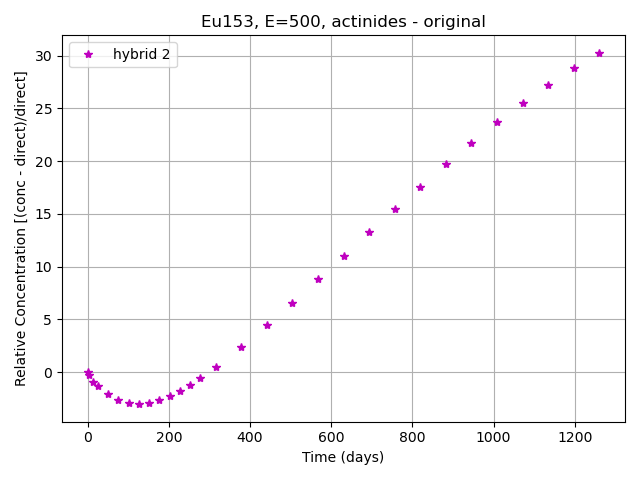 Eu153, E=500, actinides - original
hybrid 2
Relative Concentration [(conc - direct)/direct]
30
25
20
15
10
5
0
0 200 400 600 800 1000 1200
Time (days)